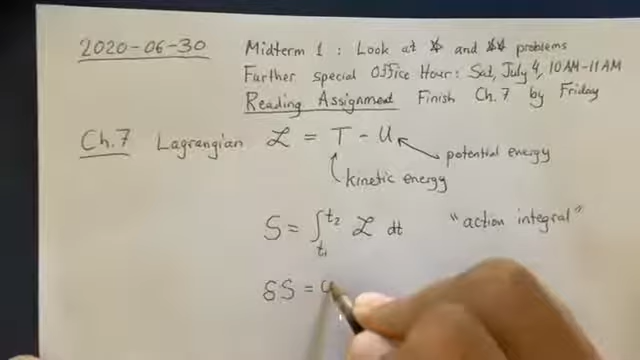 2020-06-30
Midterm 1 : Look at ☆ and ☆☆ problems
Further special Office Hour: Sat, July 4, 10AM-11AM
Reading Assignment Finish Ch. 7 by Friday
Ch.7 Lagrangian ℒ = T - U
potential energy
kinetic energy
S = ∫_{t₁}^{t₂} ℒ dt "action integral"
δS =